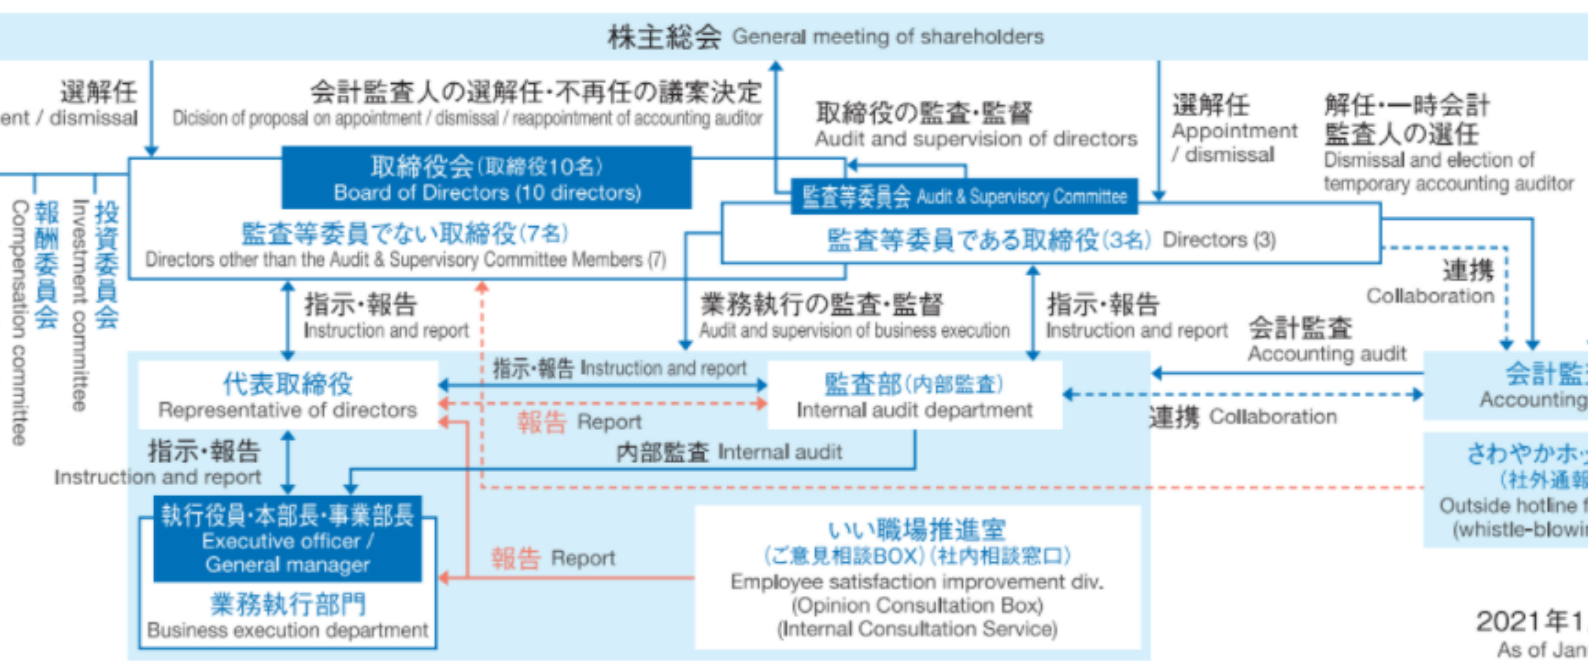 株主総会 General meeting of shareholders
選解任
ent / dismissal
会計監査人の選解任・不再任の議案決定
Dicision of proposal on appointment / dismissal / reappointment of accounting auditor
取締役の監査・監督
Audit and supervision of directors
選解任
Appointment
/ dismissal
解任・一時会計
監査人の選任
Dismissal and election of
temporary accounting auditor
取締役会(取締役10名)
Board of Directors (10 directors)
監査等委員でない取締役(7名)
Directors other than the Audit & Supervisory Committee Members (7)
監査等委員会 Audit & Supervisory Committee
監査等委員である取締役(3名) Directors (3)
報酬委員会
Compensation committee
投資委員会
Investment committee
指示・報告
Instruction and report
業務執行の監査・監督
Audit and supervision of business execution
指示・報告
Instruction and report
連携
Collaboration
会計監査
Accounting audit
代表取締役
Representative of directors
指示・報告 Instruction and report
報告 Report
監査部(内部監査)
Internal audit department
連携 Collaboration
会計監
Accounting
指示・報告
Instruction and report
内部監査 Internal audit
さわやかホッ
(社外通報
Outside hotline f
(whistle-blowi
執行役員・本部長・事業部長
Executive officer /
General manager
業務執行部門
Business execution department
報告 Report
いい職場推進室
(ご意見相談BOX)(社内相談窓口)
Employee satisfaction improvement div.
(Opinion Consultation Box)
(Internal Consultation Service)
2021年1
As of Jan